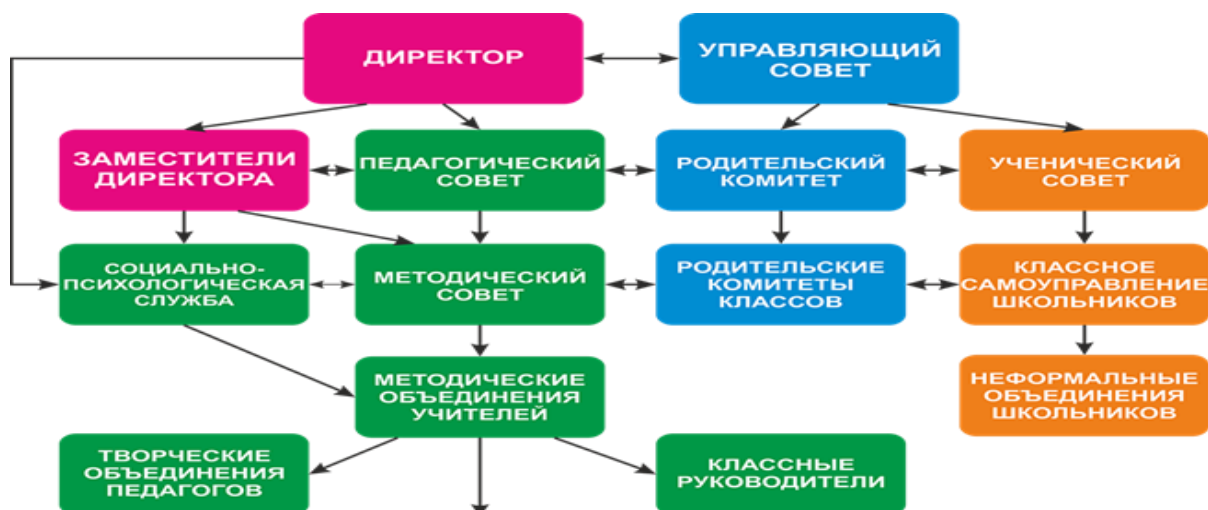 ДИРЕКТОР
УПРАВЛЯЮЩИЙ
СОВЕТ
ЗАМЕСТИТЕЛИ
ДИРЕКТОРА
ПЕДАГОГИЧЕСКИЙ
СОВЕТ
РОДИТЕЛЬСКИЙ
КОМИТЕТ
УЧЕНИЧЕСКИЙ
СОВЕТ
СОЦИАЛЬНО-
ПСИХОЛОГИЧЕСКАЯ
СЛУЖБА
МЕТОДИЧЕСКИЙ
СОВЕТ
РОДИТЕЛЬСКИЕ
КОМИТЕТЫ
КЛАССОВ
КЛАССНОЕ
САМОУПРАВЛЕНИЕ
ШКОЛЬНИКОВ
МЕТОДИЧЕСКИЕ
ОБЪЕДИНЕНИЯ
УЧИТЕЛЕЙ
НЕФОРМАЛЬНЫЕ
ОБЪЕДИНЕНИЯ
ШКОЛЬНИКОВ
ТВОРЧЕСКИЕ
ОБЪЕДИНЕНИЯ
ПЕДАГОГОВ
КЛАССНЫЕ
РУКОВОДИТЕЛИ